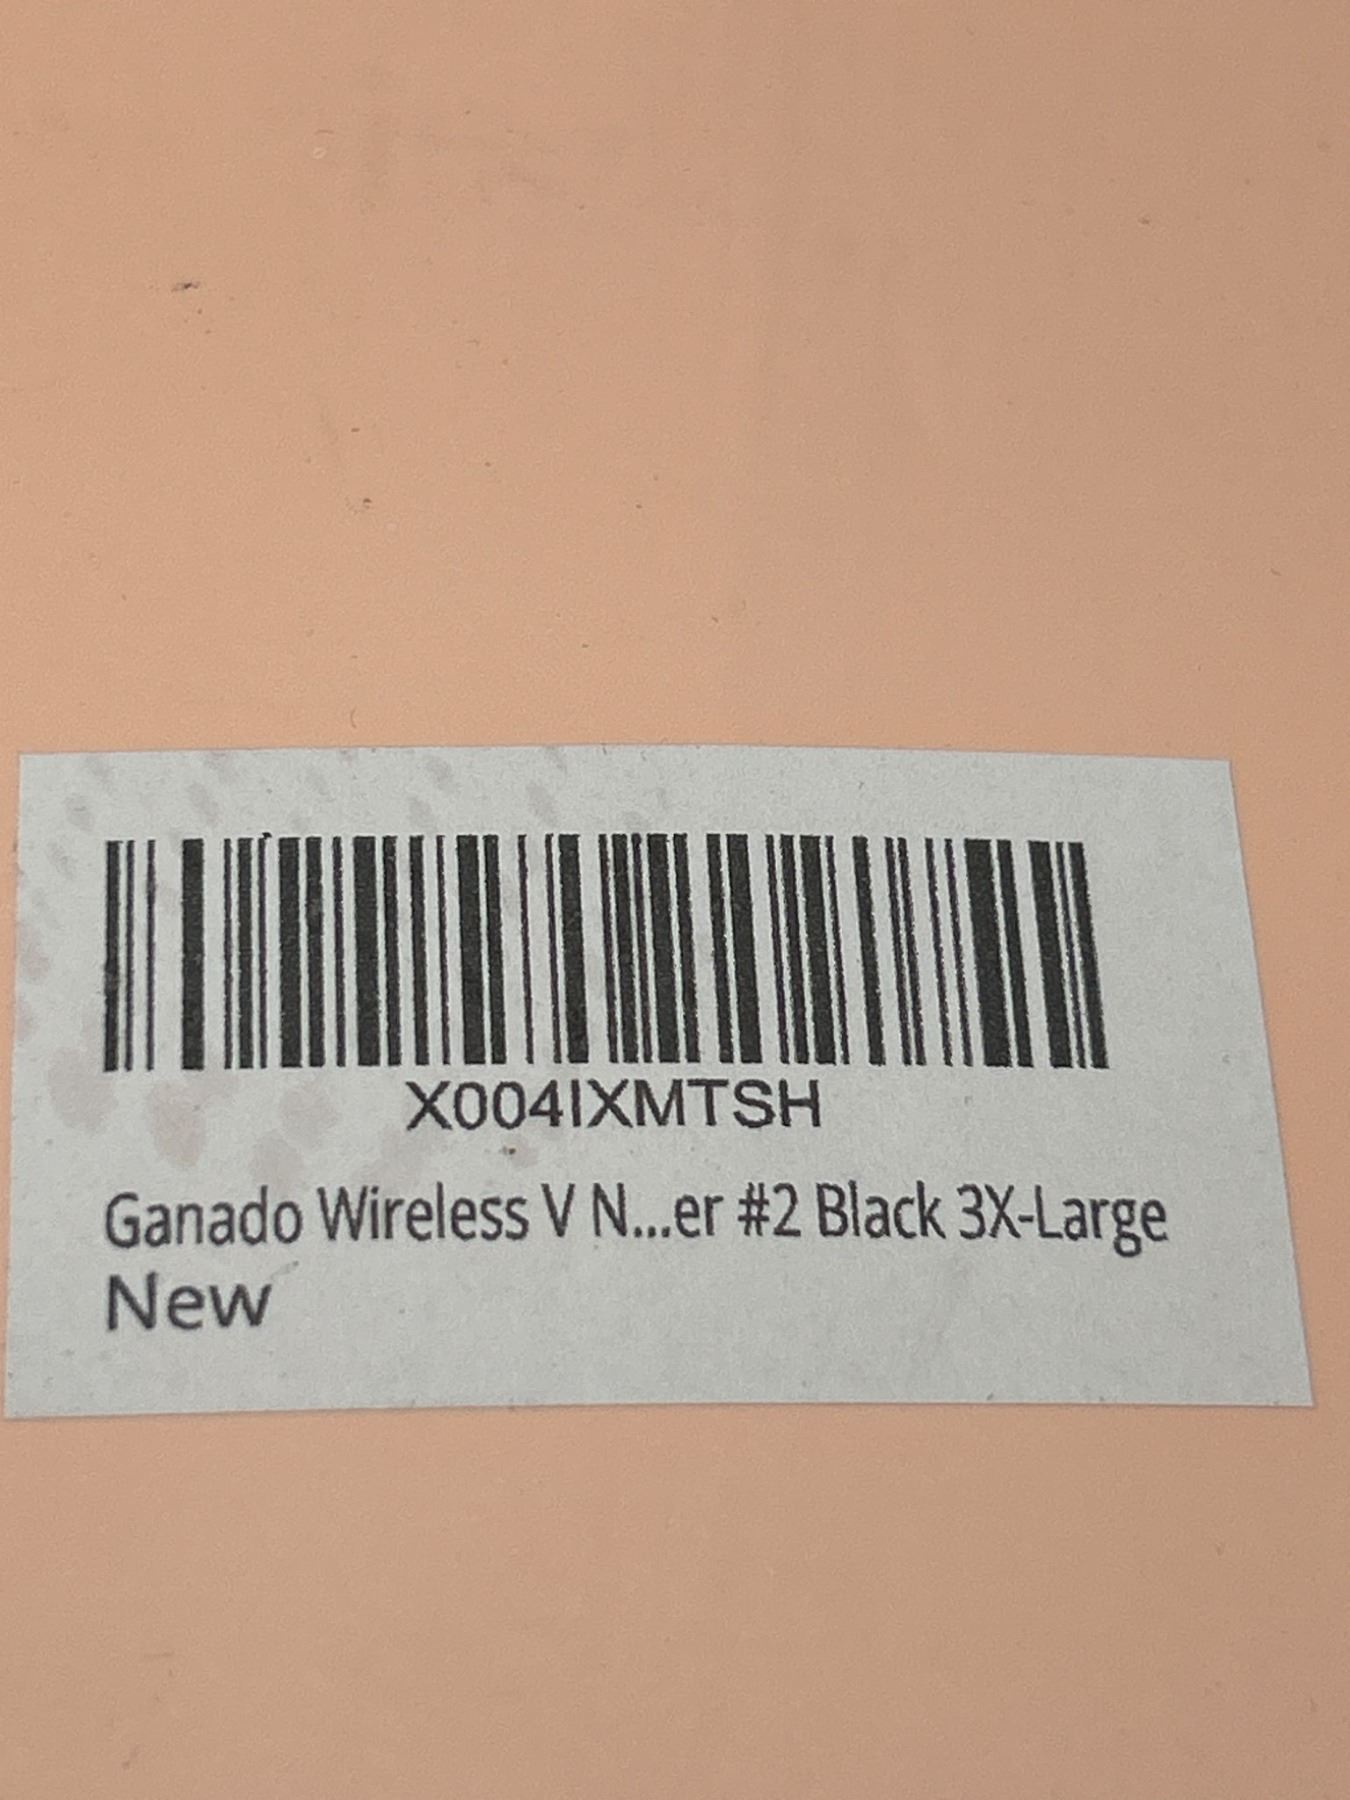 X004IXMTSH
Ganado Wireless V N...er #2 Black 3X-Large
New